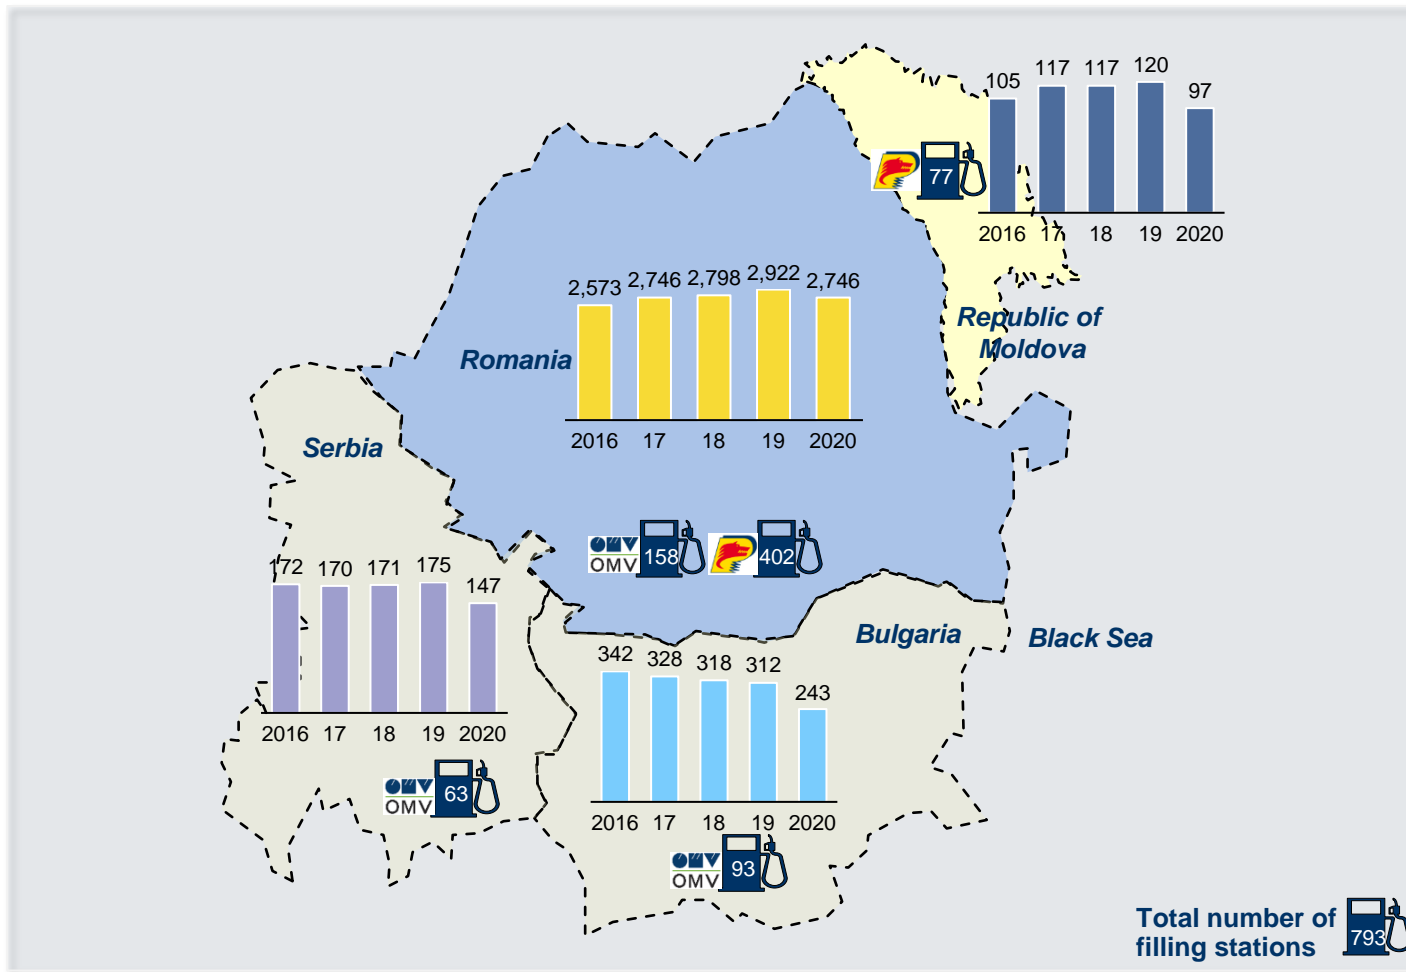 105 117 117 120 97
77
2016 17 18 19 2020
Republic of
Moldova
2,573 2,746 2,798 2,922 2,746
Romania
2016 17 18 19 2020
Serbia
OMV 158 402
172 170 171 175 147
2016 17 18 19 2020
OMV 63
Bulgaria
Black Sea
342 328 318 312 243
2016 17 18 19 2020
OMV 93
Total number of
filling stations
793